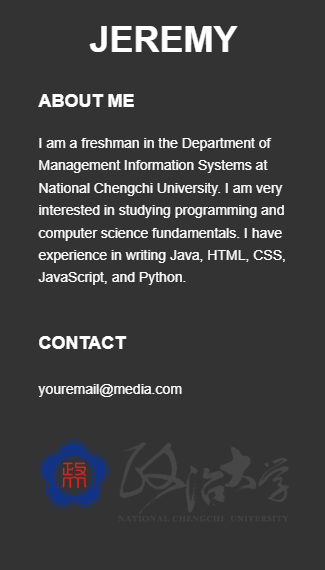 JEREMY
ABOUT ME
I am a freshman in the Department of
Management Information Systems at
National Chengchi University. I am very
interested in studying programming and
computer science fundamentals. I have
experience in writing Java, HTML, CSS,
JavaScript, and Python.
CONTACT
youremail@media.com
政
政治大学
NATIONAL CHENGCHI UNIVERSITY